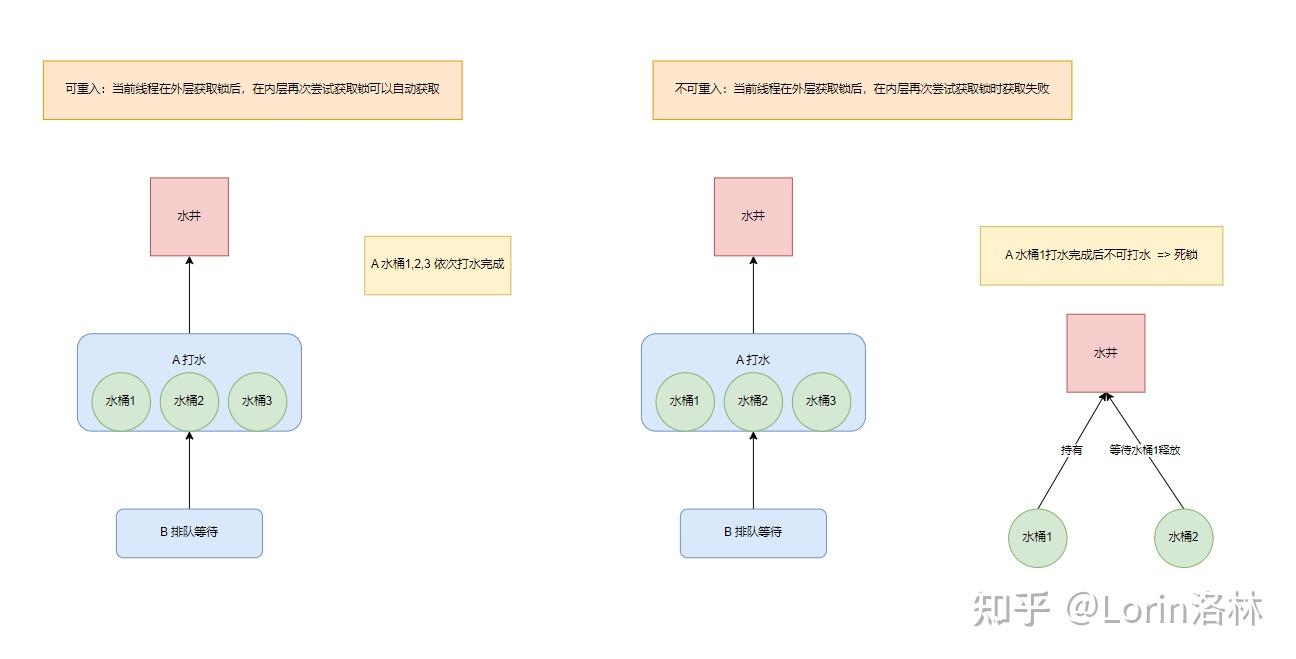 可重入：当前线程在外层获取锁后，在内层再次尝试获取锁可以自动获取
水井
A 水桶1,2,3 依次打水完成
A 打水
水桶1
水桶2
水桶3
B 排队等待
不可重入：当前线程在外层获取锁后，在内层再次尝试获取锁时获取失败
水井
A 打水
水桶1
水桶2
水桶3
B 排队等待
A 水桶1打水完成后不可打水 => 死锁
水井
持有
等待水桶1释放
水桶1
水桶2
知乎 @Lorin洛林